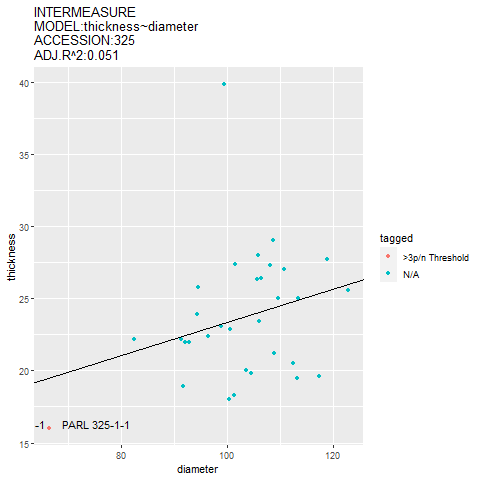 INTERMEASURE
MODEL:thickness~diameter
ACCESSION:325
ADJ.R^2:0.051
40
35
30
25
20
15
thickness
-1 PARL 325-1-1
80 100 120
diameter
tagged
>3p/n Threshold
N/A